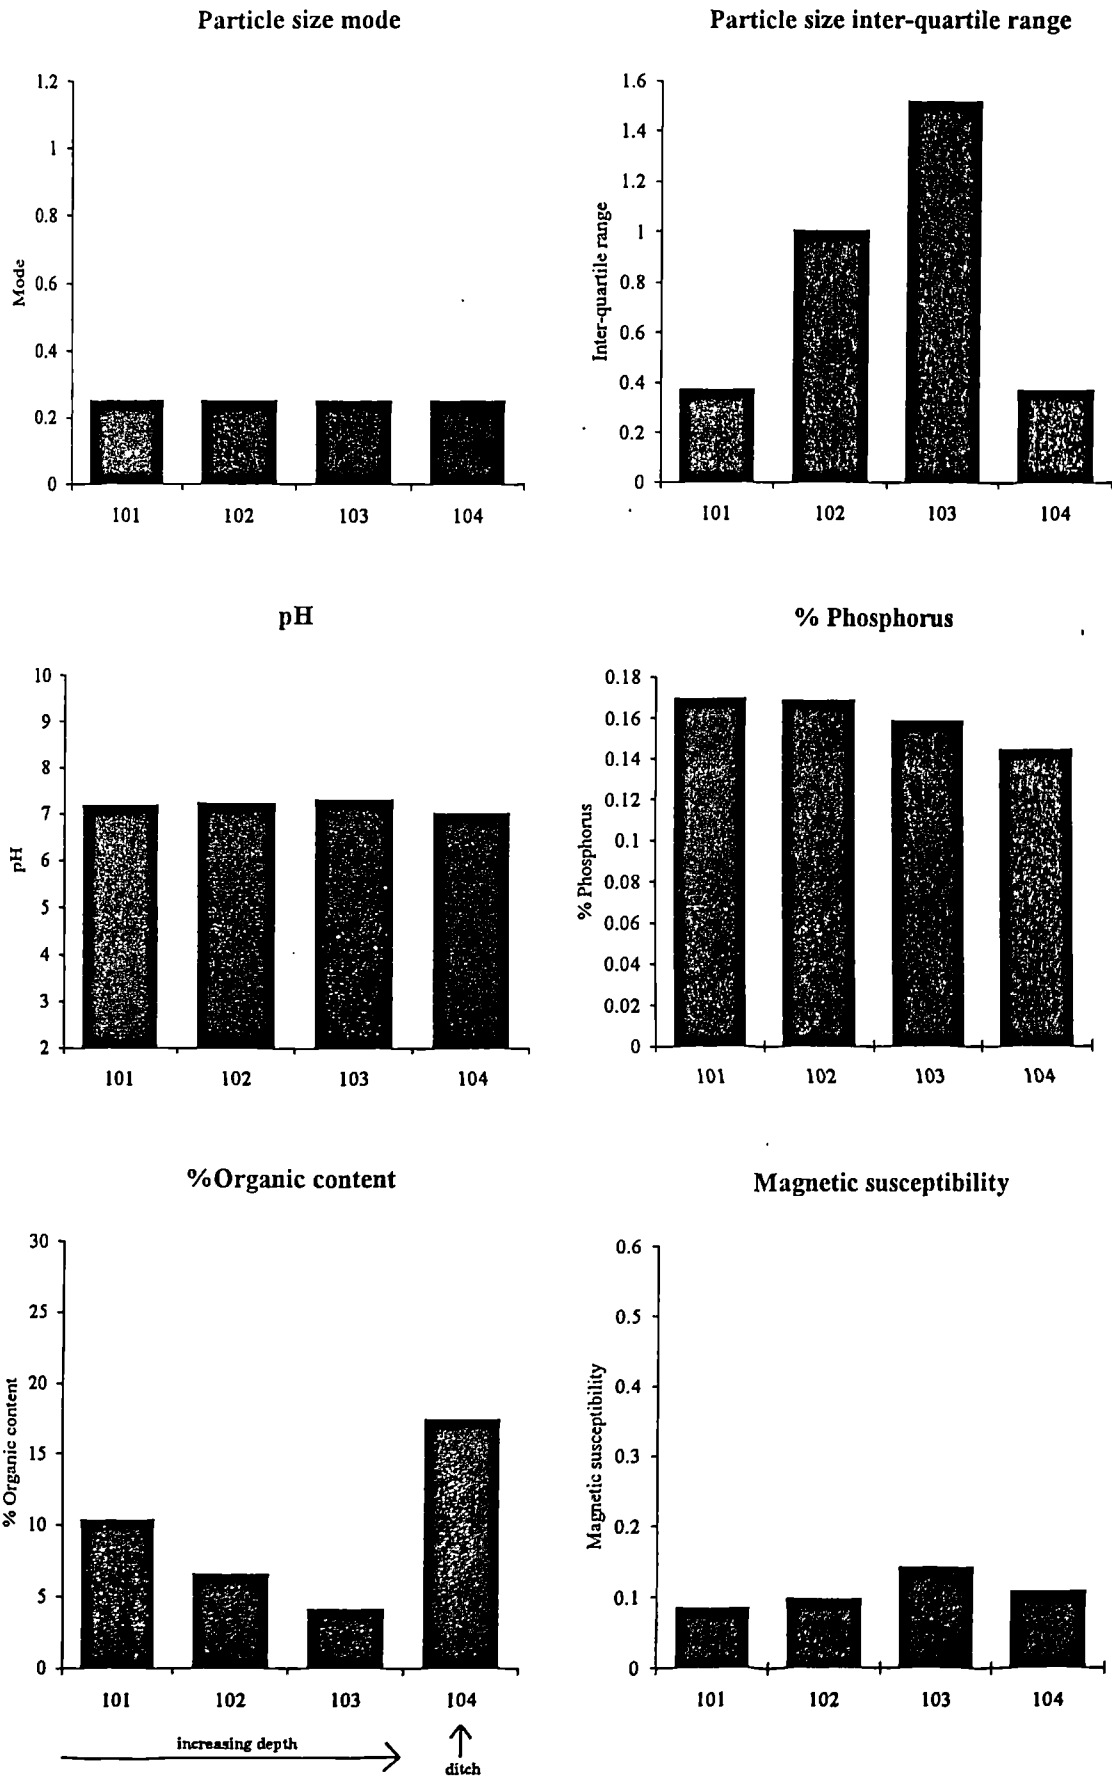 Particle size mode
1.2
1
0.8
0.6
0.4
0.2
0
Mode
101 102 103 104
Particle size inter-quartile range
1.6
1.4
1.2
1
0.8
0.6
0.4
0.2
0
Inter-quartile range
101 102 103 104
pH
10
9
8
7
6
5
4
3
2
pH
101 102 103 104
% Phosphorus
0.18
0.16
0.14
0.12
0.1
0.08
0.06
0.04
0.02
0
% Phosphorus
101 102 103 104
%Organic content
30
25
20
15
10
5
0
% Organic content
101 102 103 104
increasing depth
ditch
Magnetic susceptibility
0.6
0.5
0.4
0.3
0.2
0.1
0
Magnetic susceptibility
101 102 103 104